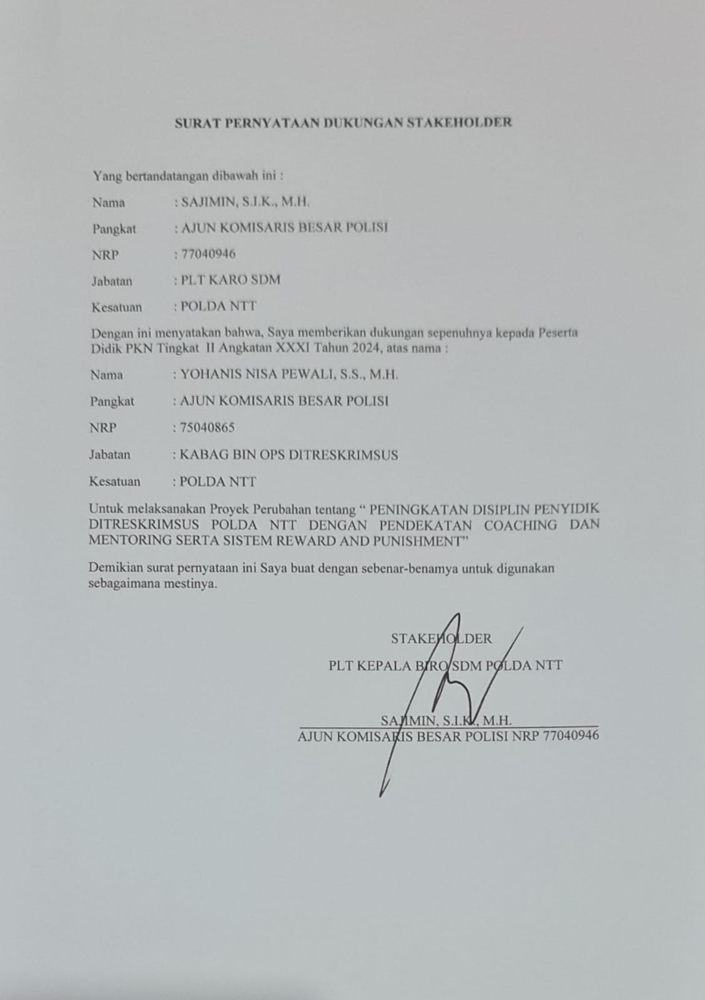 SURAT PERNYATAAN DUKUNGAN STAKEHOLDER
Yang bertandatangan dibawah ini :
Nama : SAJIMIN, S.I.K., M.H.
Pangkat : AJUN KOMISARIS BESAR POLISI
NRP : 77040946
Jabatan : PLT KARO SDM
Kesatuan : POLDA NTT
Dengan ini menyatakan bahwa, Saya memberikan dukungan sepenuhnya kepada Peserta
Didik PKN Tingkat II Angkatan XXXI Tahun 2024, atas nama :
Nama : YOHANIS NISA PEWALI, S.S., M.H.
Pangkat : AJUN KOMISARIS BESAR POLISI
NRP : 75040865
Jabatan : KABAG BIN OPS DITRESKRIMSUS
Kesatuan : POLDA NTT
Untuk melaksanakan Proyek Perubahan tentang “ PENINGKATAN DISIPLIN PENYIDIK
DITRESKRIMSUS POLDA NTT DENGAN PENDEKATAN COACHING DAN
MENTORING SERTA SISTEM REWARD AND PUNISHMENT”
Demikian surat pernyataan ini Saya buat dengan sebenar-benarnya untuk digunakan
sebagaimana mestinya.
STAKEHOLDER
PLT KEPALA BIRO SDM POLDA NTT
SAJIMIN, S.I.K., M.H.
AJUN KOMISARIS BESAR POLISI NRP 77040946